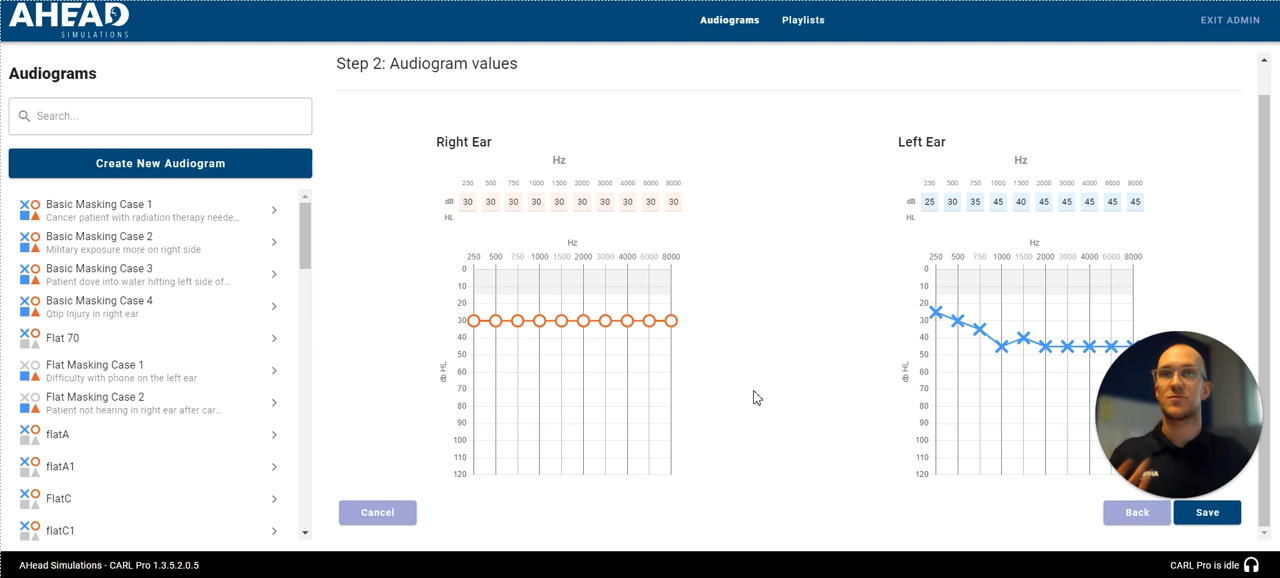 AHEAD
SIMULATIONS
Audiograms Playlists
EXIT ADMIN
Audiograms
Search...
Create New Audiogram
Basic Masking Case 1
Cancer patient with radiation therapy neede...
Basic Masking Case 2
Military exposure more on right side
Basic Masking Case 3
Patient dove into water hitting left side of...
Basic Masking Case 4
Qtip Injury in right ear
Flat 70
Flat Masking Case 1
Difficulty with phone on the left ear
Flat Masking Case 2
Patient not hearing in right ear after car...
flatA
flatA1
FlatC
flatC1
Step 2: Audiogram values
Right Ear
Hz
250 500 750 1000 1500 2000 3000 4000 6000 8000
dB HL
30 30 30 30 30 30 30 30 30 30
Hz
250 500 750 1000 1500 2000 3000 4000 6000 8000
0
10
20
30
40
50
60
70
80
90
100
110
120
db HL
Left Ear
Hz
250 500 750 1000 1500 2000 3000 4000 6000 8000
dB HL
25 30 35 45 40 45 45 45 45 45
Hz
250 500 750 1000 1500 2000 3000 4000 6000 8000
0
10
20
30
40
50
60
70
80
90
100
110
120
db HL
Cancel
Back
Save
AHead Simulations - CARL Pro 1.3.5.2.0.5
CARL Pro is idle